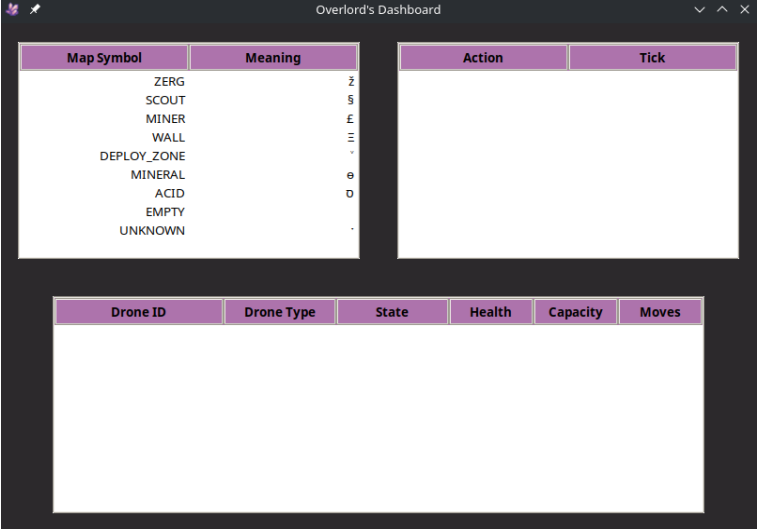 Overlord's Dashboard
Map Symbol Meaning
ZERG ž
SCOUT §
MINER £
WALL Ξ
DEPLOY_ZONE ˅
MINERAL ө
ACID ס
EMPTY
UNKNOWN ·
Action Tick
Drone ID Drone Type State Health Capacity Moves